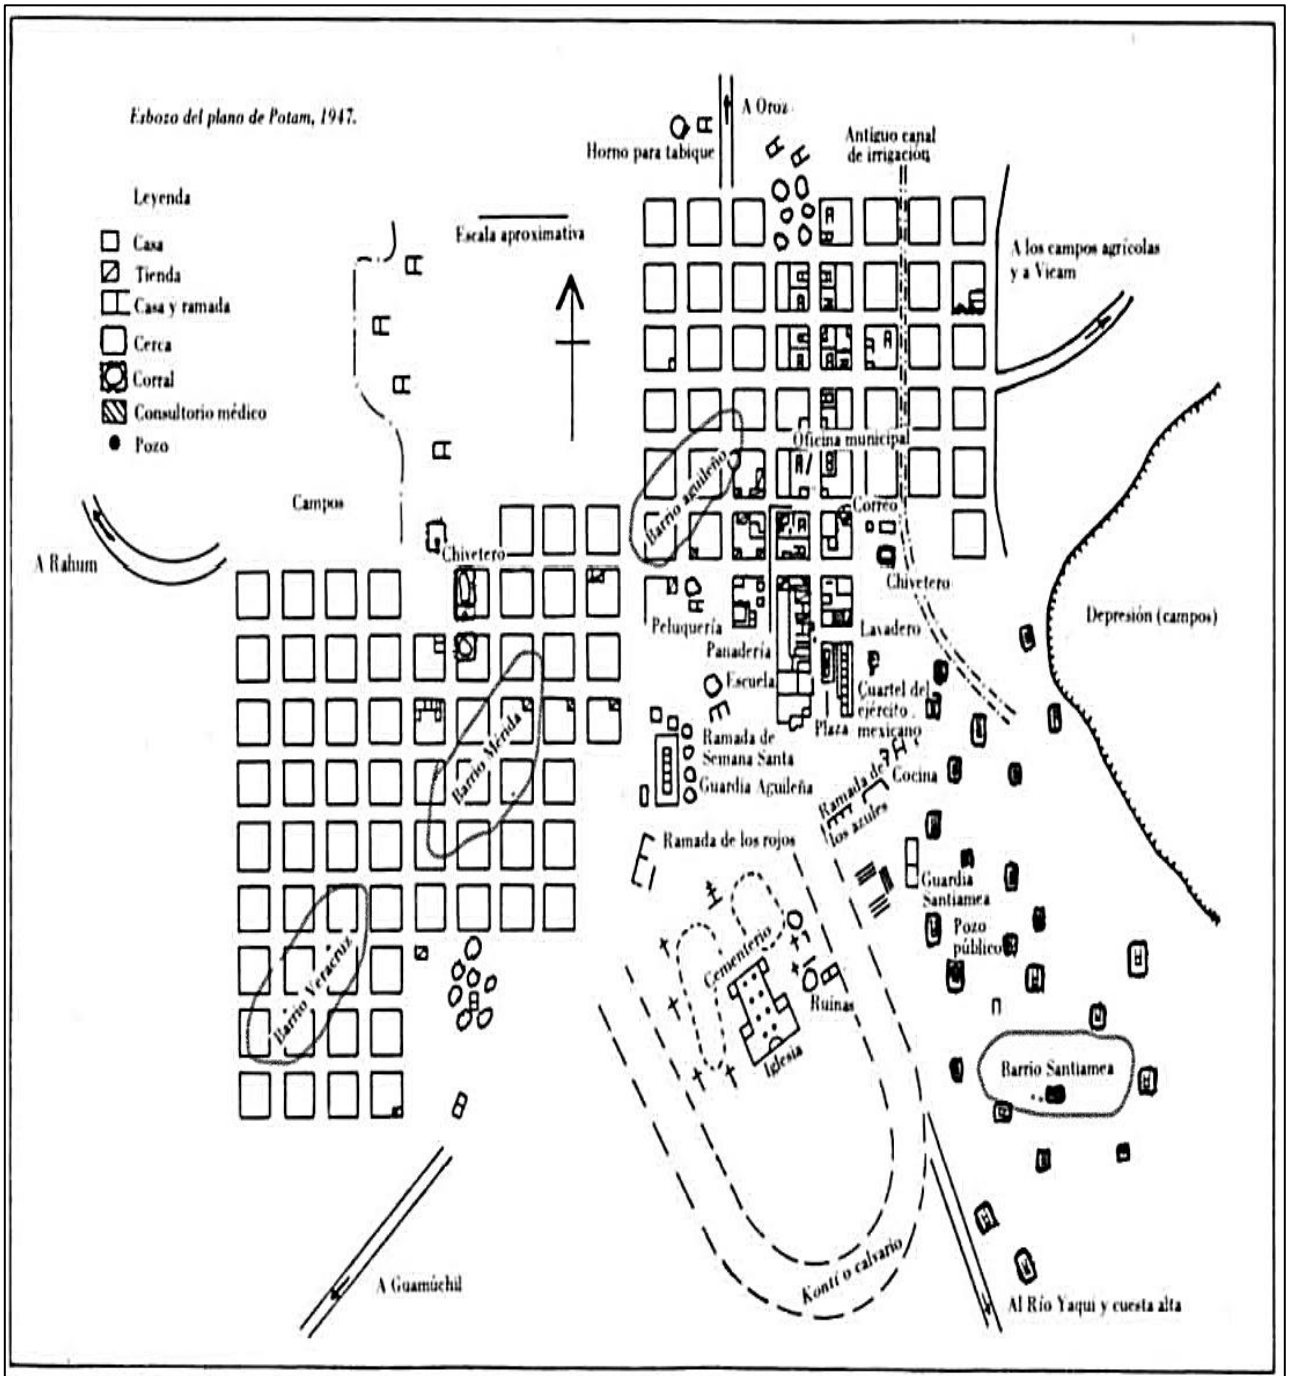 Esbozo del plano de Potam, 1947.
A Oroz
Horno para tabique
Antiguo canal
de irrigación
Leyenda
Casa
Tienda
Casa y ramada
Cerca
Corral
Consultorio médico
Pozo
Escala aproximativa
A los campos agrícolas
y a Vicam
Oficina municipal
Barrio aguileño
Campos
Correo
A Rahum
Chivetero
Chivetero
Depresión (campos)
Peluquería
Panadería
Lavadero
Escuela
Cuartel del
ejército
mexicano
Plaza
Barrio Mérida
Ramada de
Semana Santa
Guardia Aguileña
Cocina
Ramada de
los azules
Ramada de los rojos
Guardia
Santiamea
Pozo
público
Cementerio
Ruinas
Iglesia
Barrio Veracruz
Barrio Santiamea
Kontí o calvario
A Guamúchil
Al Río Yaqui y cuesta alta